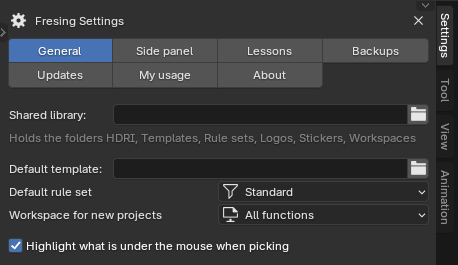 Fresing Settings
General Side panel Lessons Backups
Updates My usage About
Shared library:
Holds the folders HDRI, Templates, Rule sets, Logos, Stickers, Workspaces
Default template:
Default rule set Standard
Workspace for new projects All functions
Highlight what is under the mouse when picking
Settings
Tool
View
Animation